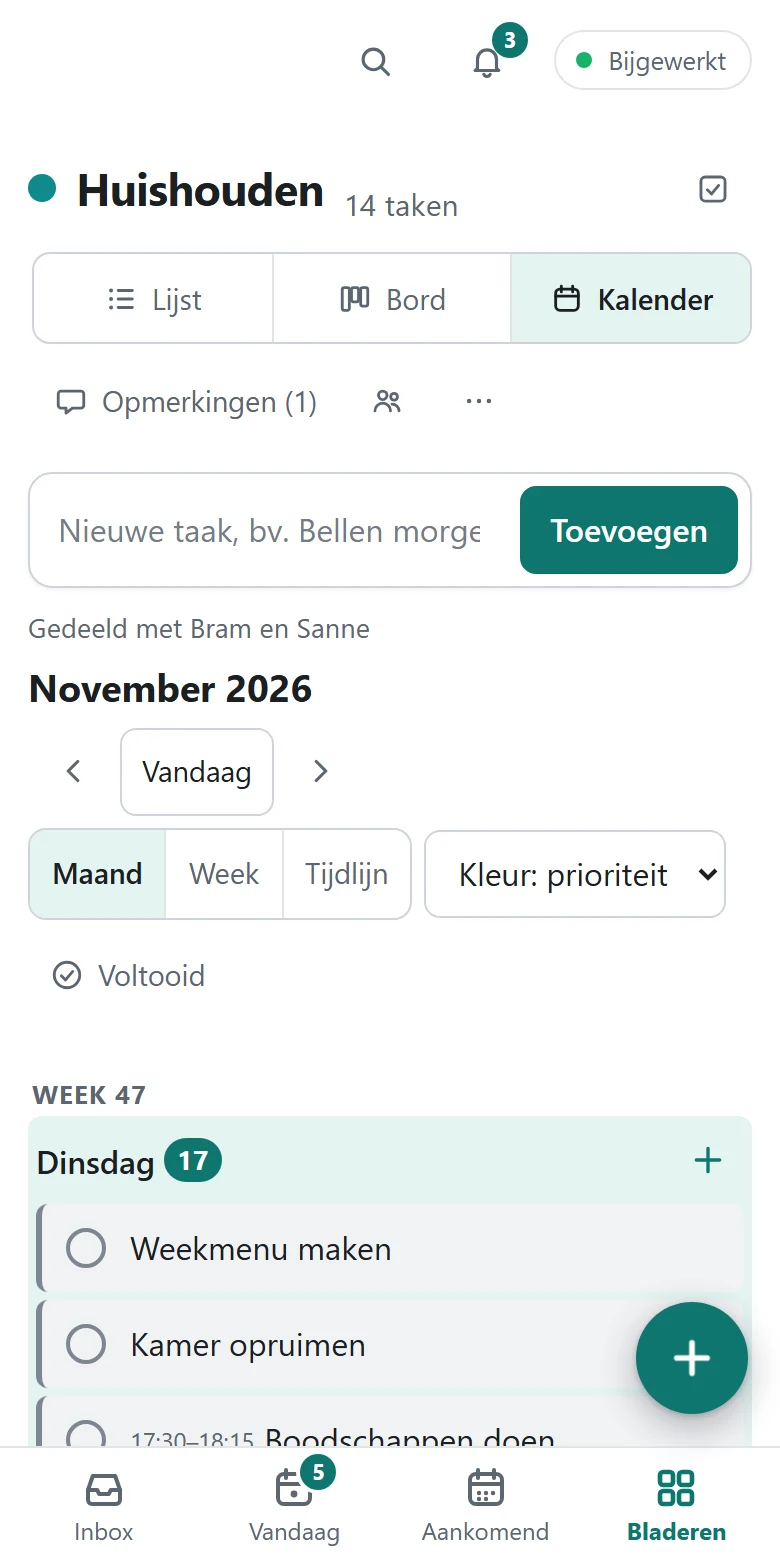 3
Bijgewerkt
Huishouden 14 taken
Lijst Bord Kalender
Opmerkingen (1)
Nieuwe taak, bv. Bellen morge Toevoegen
Gedeeld met Bram en Sanne
November 2026
Vandaag
Maand Week Tijdlijn Kleur: prioriteit
Voltooid
WEEK 47
Dinsdag 17
Weekmenu maken
Kamer opruimen
17:30–18:15 Boodschappen doen
5
Inbox Vandaag Aankomend Bladeren